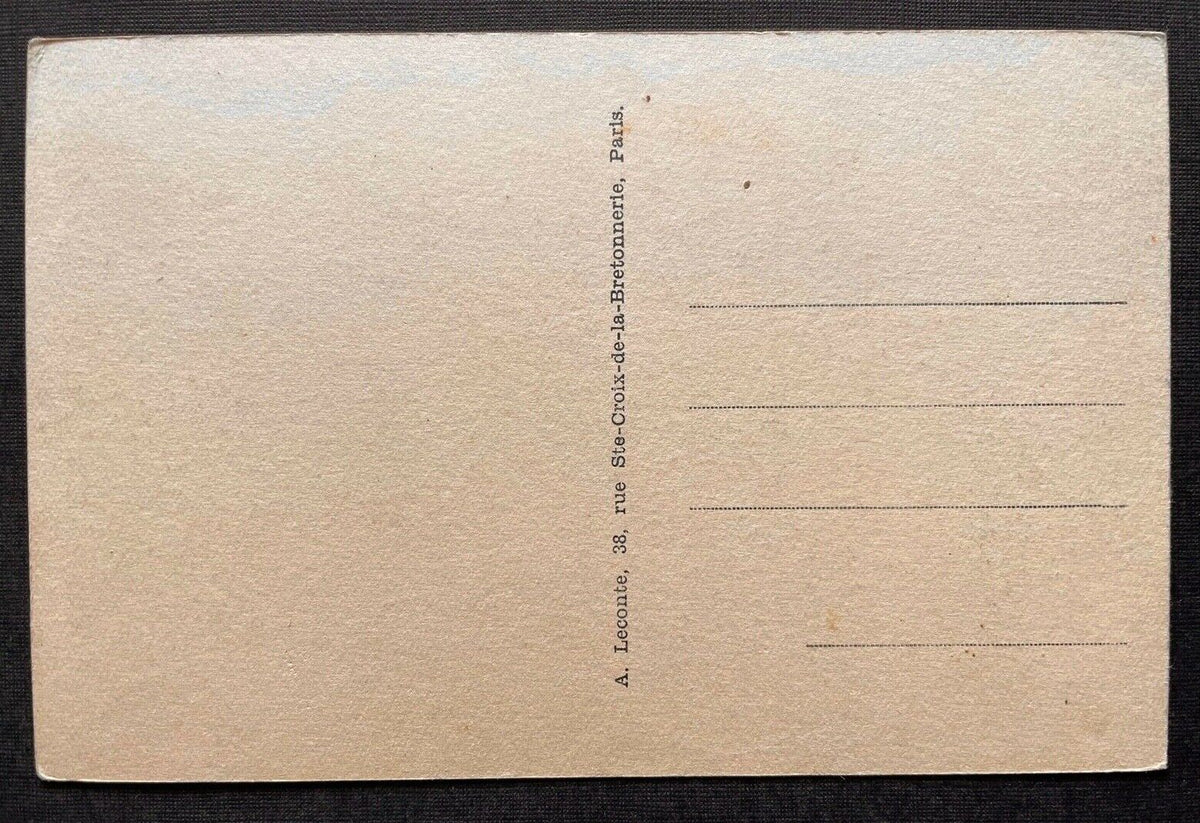 A. Leconte, 38, rue Ste-Croix-de-la-Bretonnerie, Paris.